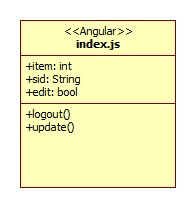 <<Angular>>
index.js
+item: int
+sid: String
+edit: bool
+logout()
+update()